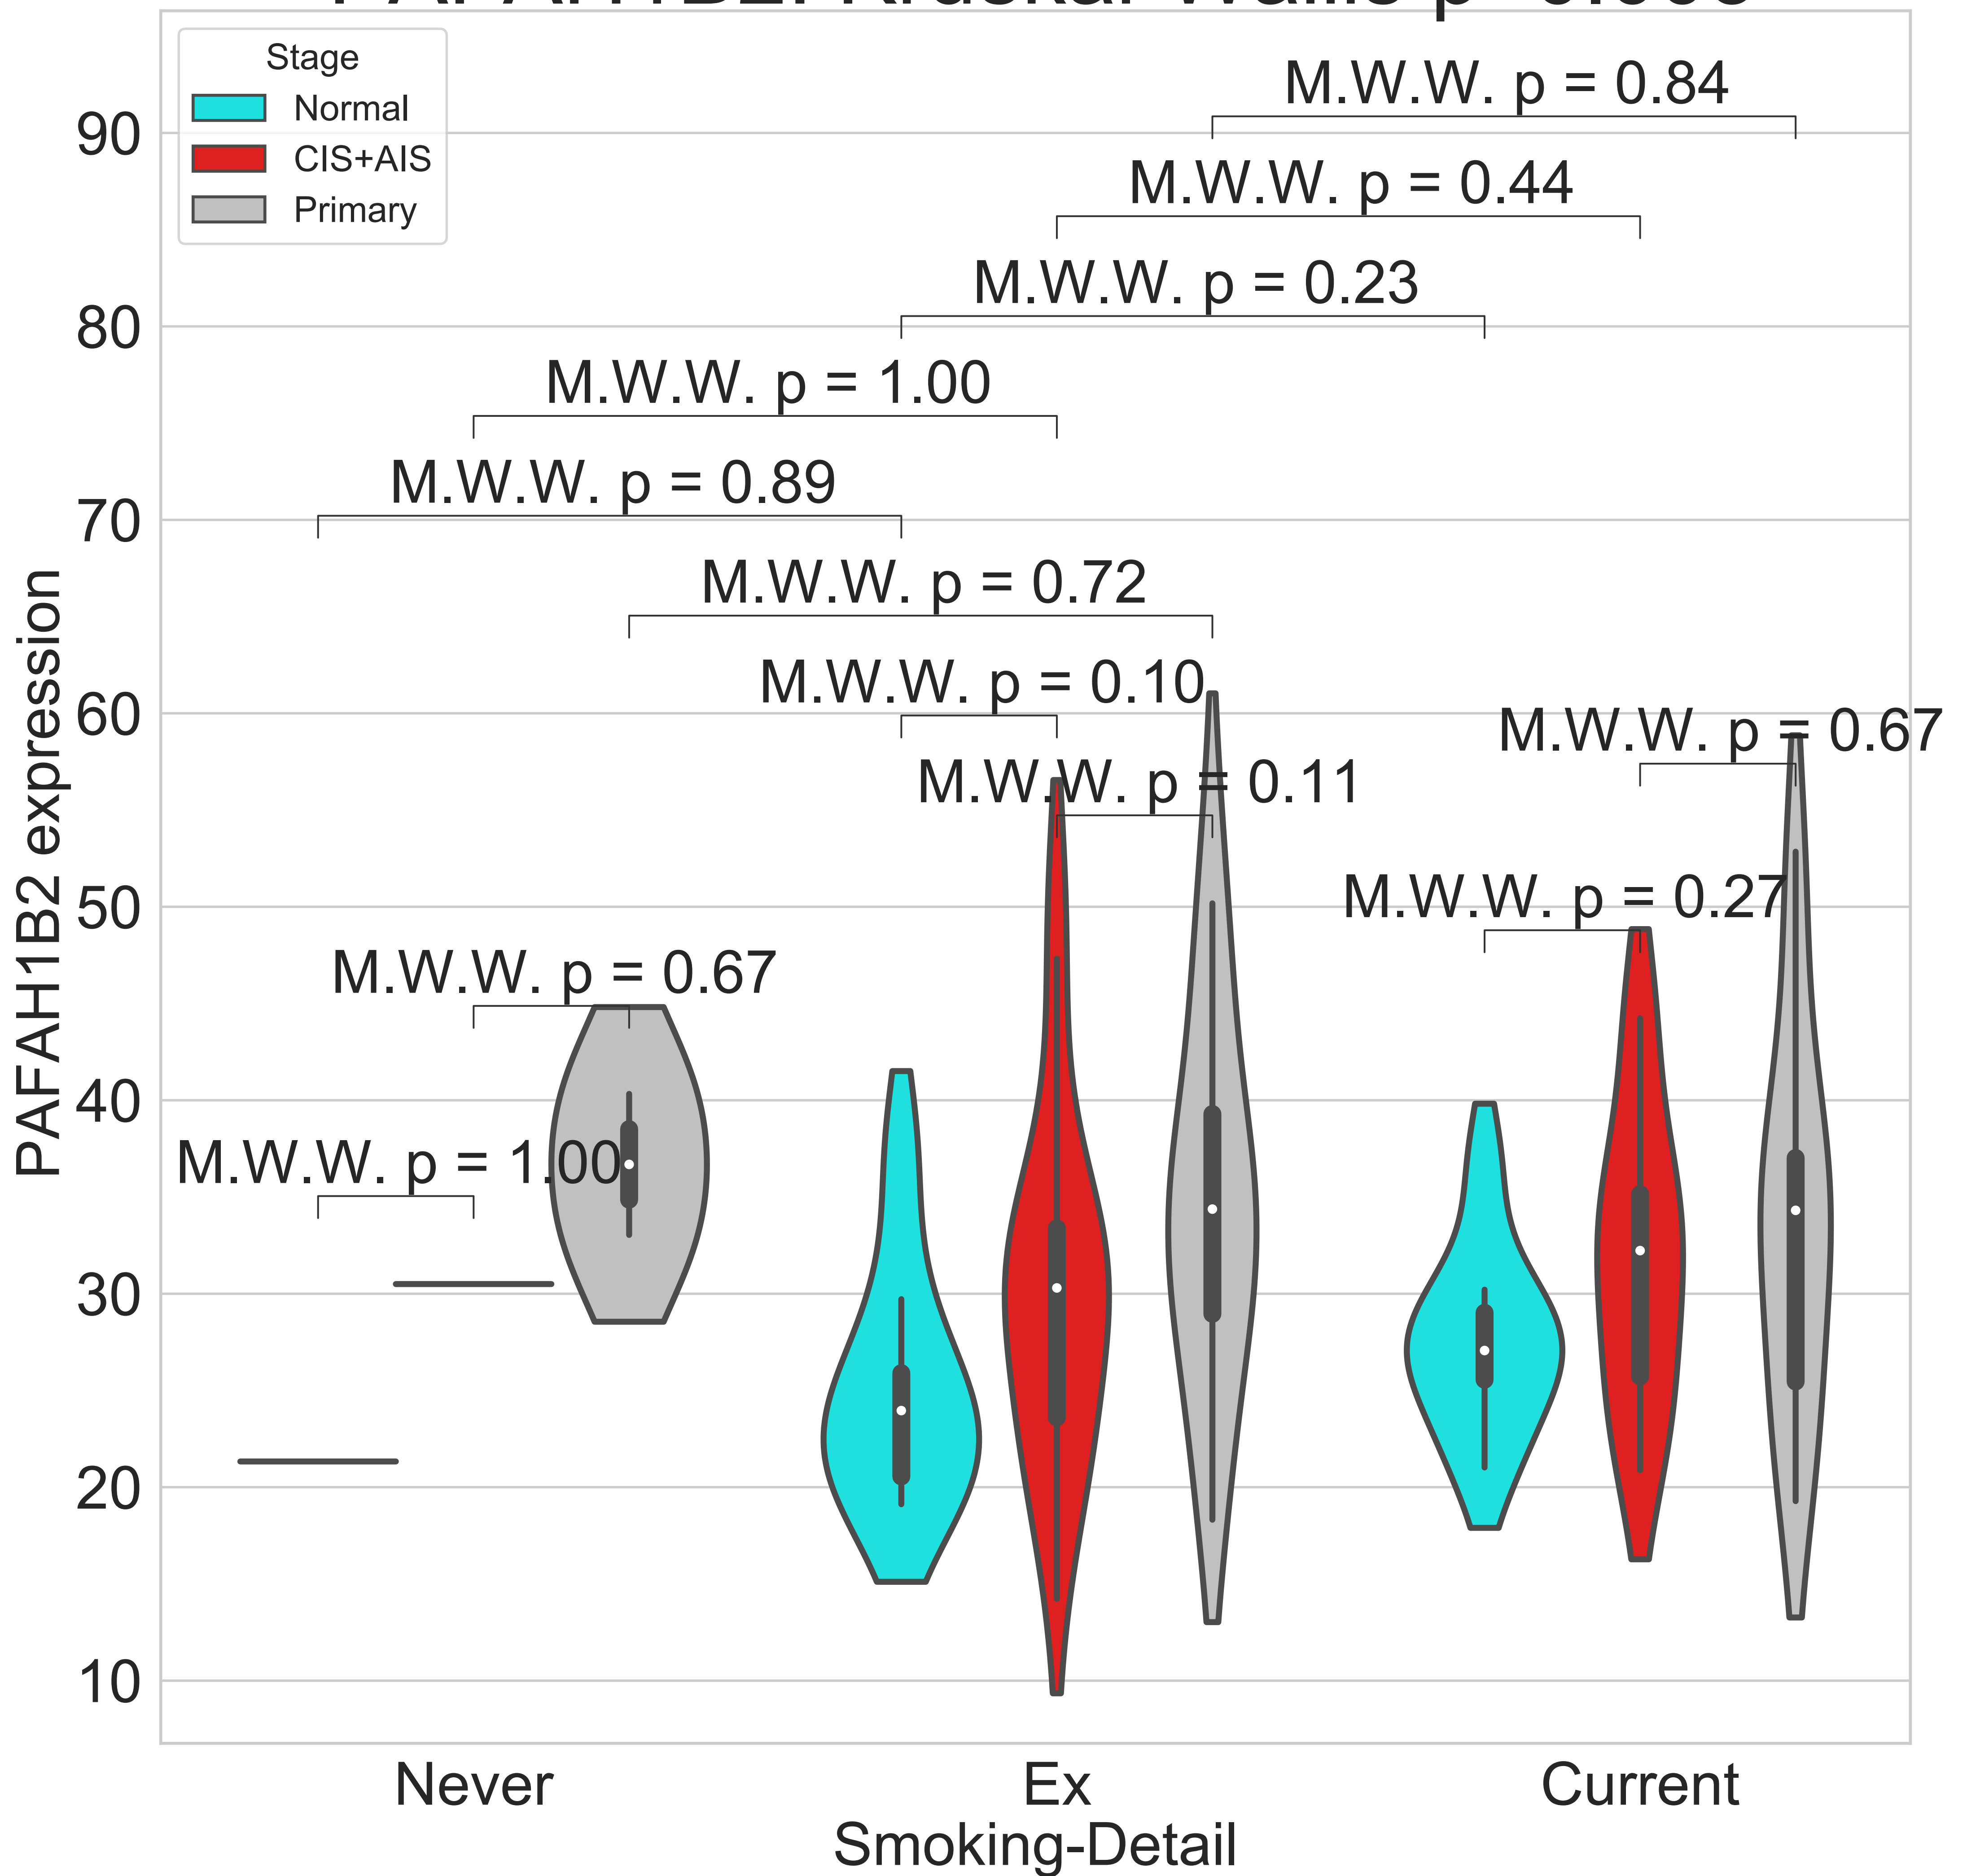 Stage
Normal
CIS+AIS
Primary
M.W.W. p = 0.84
M.W.W. p = 0.44
M.W.W. p = 0.23
M.W.W. p = 1.00
M.W.W. p = 0.89
M.W.W. p = 0.72
M.W.W. p = 0.10
M.W.W. p = 0.67
M.W.W. p = 0.11
M.W.W. p = 0.27
M.W.W. p = 0.67
M.W.W. p = 1.00
90
80
70
60
50
40
30
20
10
PAFAH1B2 expression
Never
Ex
Current
Smoking-Detail